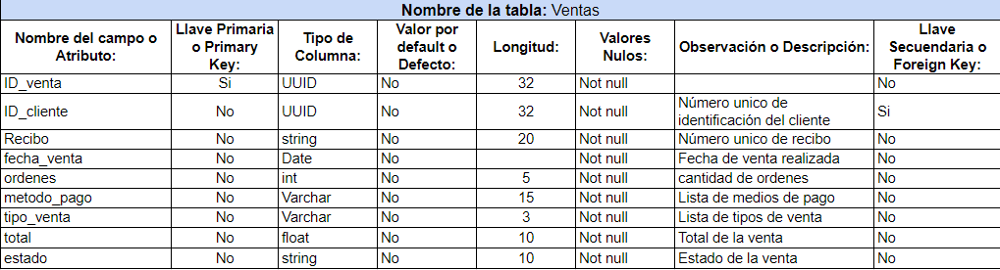 Nombre de la tabla: Ventas
Nombre del campo o Atributo: Llave Primaria o Primary Key: Tipo de Columna: Valor por default o Defecto: Longitud: Valores Nulos: Observación o Descripción: Llave Secuendaria o Foreign Key:
ID_venta Si UUID No 32 Not null No
ID_cliente No UUID No 32 Not null Número unico de identificación del cliente Si
Recibo No string No 20 Not null Número unico de recibo No
fecha_venta No Date No Not null Fecha de venta realizada No
ordenes No int No 5 Not null cantidad de ordenes No
metodo_pago No Varchar No 15 Not null Lista de medios de pago No
tipo_venta No Varchar No 3 Not null Lista de tipos de venta No
total No float No 10 Not null Total de la venta No
estado No string No 10 Not null Estado de la venta No